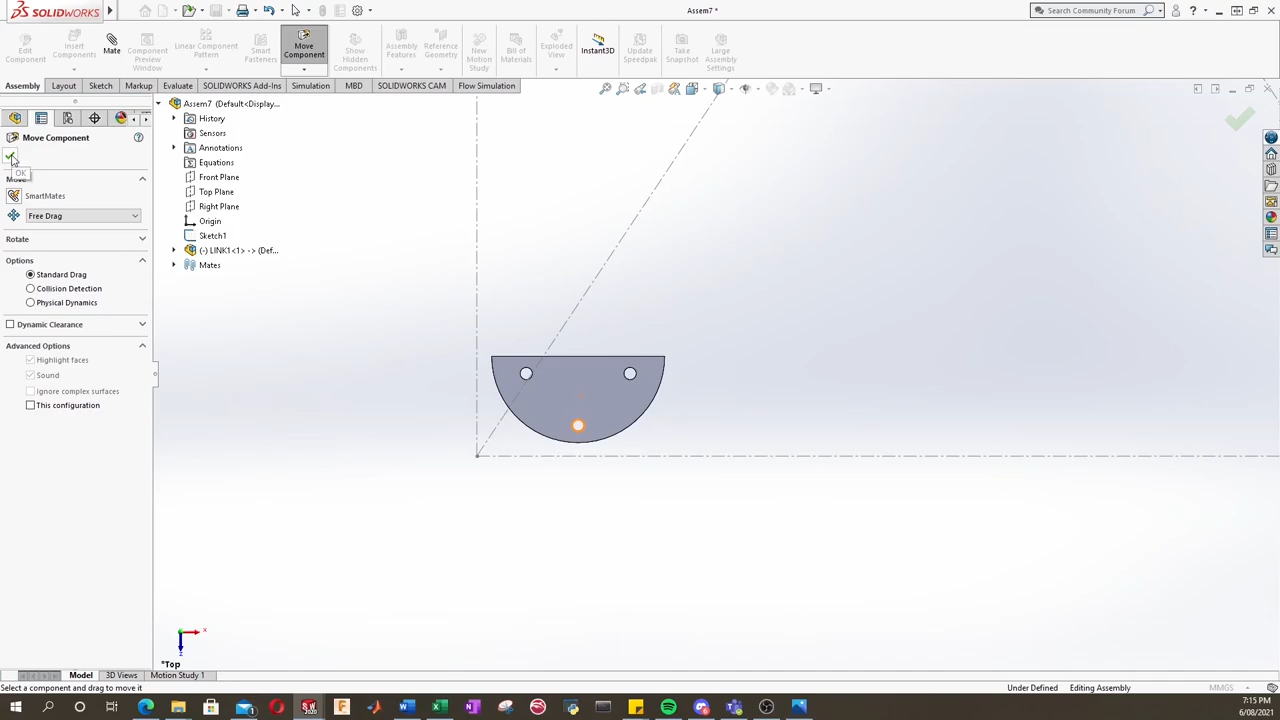 SOLIDWORKS
Assem7 *
Search Community Forum
Edit Component
Insert Components
Mate
Component Preview Window
Linear Component Pattern
Smart Fasteners
Move Component
Show Hidden Components
Assembly Features
Reference Geometry
New Motion Study
Bill of Materials
Exploded View
Instant3D
Update Speedpak
Take Snapshot
Large Assembly Settings
Assembly
Layout
Sketch
Markup
Evaluate
SOLIDWORKS Add-Ins
Simulation
MBD
SOLIDWORKS CAM
Flow Simulation
Move Component
OK
Move
SmartMates
Free Drag
Rotate
Options
Standard Drag
Collision Detection
Physical Dynamics
Dynamic Clearance
Advanced Options
Highlight faces
Sound
Ignore complex surfaces
This configuration
Assem7 (Default<Display...
History
Sensors
Annotations
Equations
Front Plane
Top Plane
Right Plane
Origin
Sketch1
(-) LINK1<1> -> (Def...
Mates
x
z
*Top
Model
3D Views
Motion Study 1
Select a component and drag to move it
Under Defined
Editing Assembly
MMGS
7:15 PM
6/08/2021